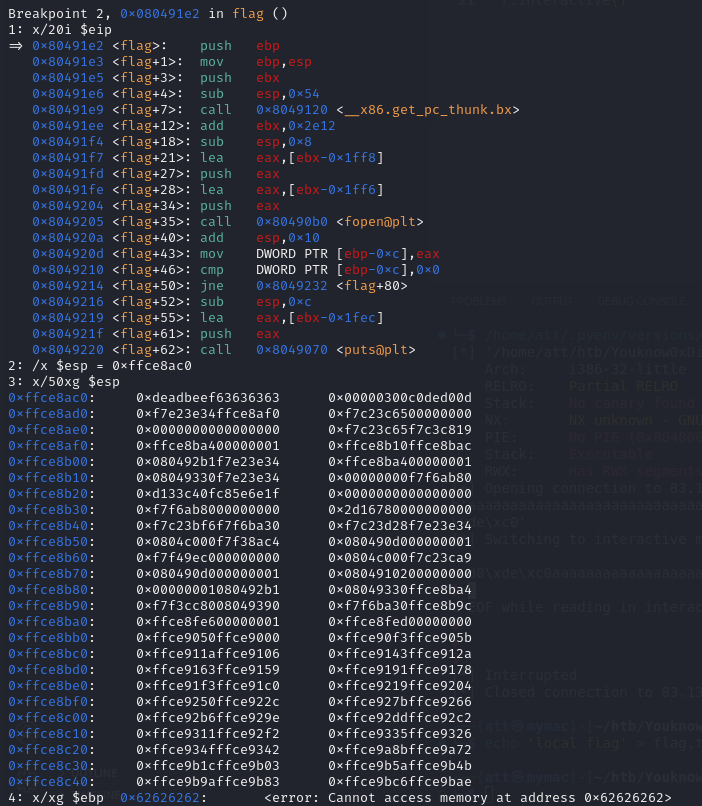 Breakpoint 2, 0×080491e2 in flag ()
1: x/20i $eip
⇒ 0×80491e2 <flag>: push ebp
0×80491e3 <flag+1>: mov ebp,esp
0×80491e5 <flag+3>: push ebx
0×80491e6 <flag+4>: sub esp,0×54
0×80491e9 <flag+7>: call 0×8049120 <__x86.get_pc_thunk.bx>
0×80491ee <flag+12>: add ebx,0×2e12
0×80491f4 <flag+18>: sub esp,0×8
0×80491f7 <flag+21>: lea eax,[ebx-0×1ff8]
0×80491fd <flag+27>: push eax
0×80491fe <flag+28>: lea eax,[ebx-0×1ff6]
0×8049204 <flag+34>: push eax
0×8049205 <flag+35>: call 0×80490b0 <fopen@plt>
0×804920a <flag+40>: add esp,0×10
0×804920d <flag+43>: mov DWORD PTR [ebp-0×c],eax
0×8049210 <flag+46>: cmp DWORD PTR [ebp-0×c],0×0
0×8049214 <flag+50>: jne 0×8049232 <flag+80>
0×8049216 <flag+52>: sub esp,0×c
0×8049219 <flag+55>: lea eax,[ebx-0×1fec]
0×804921f <flag+61>: push eax
0×8049220 <flag+62>: call 0×8049070 <puts@plt>
2: /x $esp = 0×ffce8ac0
3: x/50xg $esp
0×ffce8ac0: 0×deadbeef63636363 0×00000300c0ded00d
0×ffce8ad0: 0×f7e23e34ffce8af0 0×f7c23c6500000000
0×ffce8ae0: 0×0000000000000000 0×f7c23c65f7c3c819
0×ffce8af0: 0×ffce8ba400000001 0×ffce8b10ffce8bac
0×ffce8b00: 0×080492b1f7e23e34 0×ffce8ba400000001
0×ffce8b10: 0×08049330f7e23e34 0×00000000f7f6ab80
0×ffce8b20: 0×d133c40fc85e6e1f 0×0000000000000000
0×ffce8b30: 0×f7f6ab8000000000 0×2d16780000000000
0×ffce8b40: 0×f7c23bf6f7f6ba30 0×f7c23d28f7e23e34
0×ffce8b50: 0×0804c000f7f38ac4 0×080490d000000001
0×ffce8b60: 0×f7f49ec000000000 0×0804c000f7c23ca9
0×ffce8b70: 0×080490d000000001 0×0804910200000000
0×ffce8b80: 0×00000001080492b1 0×08049330ffce8ba4
0×ffce8b90: 0×f7f3cc8008049390 0×f7f6ba30ffce8b9c
0×ffce8ba0: 0×ffce8fe600000001 0×ffce8fed00000000
0×ffce8bb0: 0×ffce9050ffce9000 0×ffce90f3ffce905b
0×ffce8bc0: 0×ffce911affce9106 0×ffce9143ffce912a
0×ffce8bd0: 0×ffce9163ffce9159 0×ffce9191ffce9178
0×ffce8be0: 0×ffce91f3ffce91c0 0×ffce9219ffce9204
0×ffce8bf0: 0×ffce9250ffce922c 0×ffce927bffce9266
0×ffce8c00: 0×ffce92b6ffce929e 0×ffce92ddffce92c2
0×ffce8c10: 0×ffce9311ffce92f2 0×ffce9335ffce9326
0×ffce8c20: 0×ffce934fffce9342 0×ffce9a8bffce9a72
0×ffce8c30: 0×ffce9b1cffce9b03 0×ffce9b5affce9b4b
0×ffce8c40: 0×ffce9b9affce9b83 0×ffce9bc6ffce9bae
4: x/xg $ebp 0×62626262: <error: Cannot access memory at address 0×62626262>